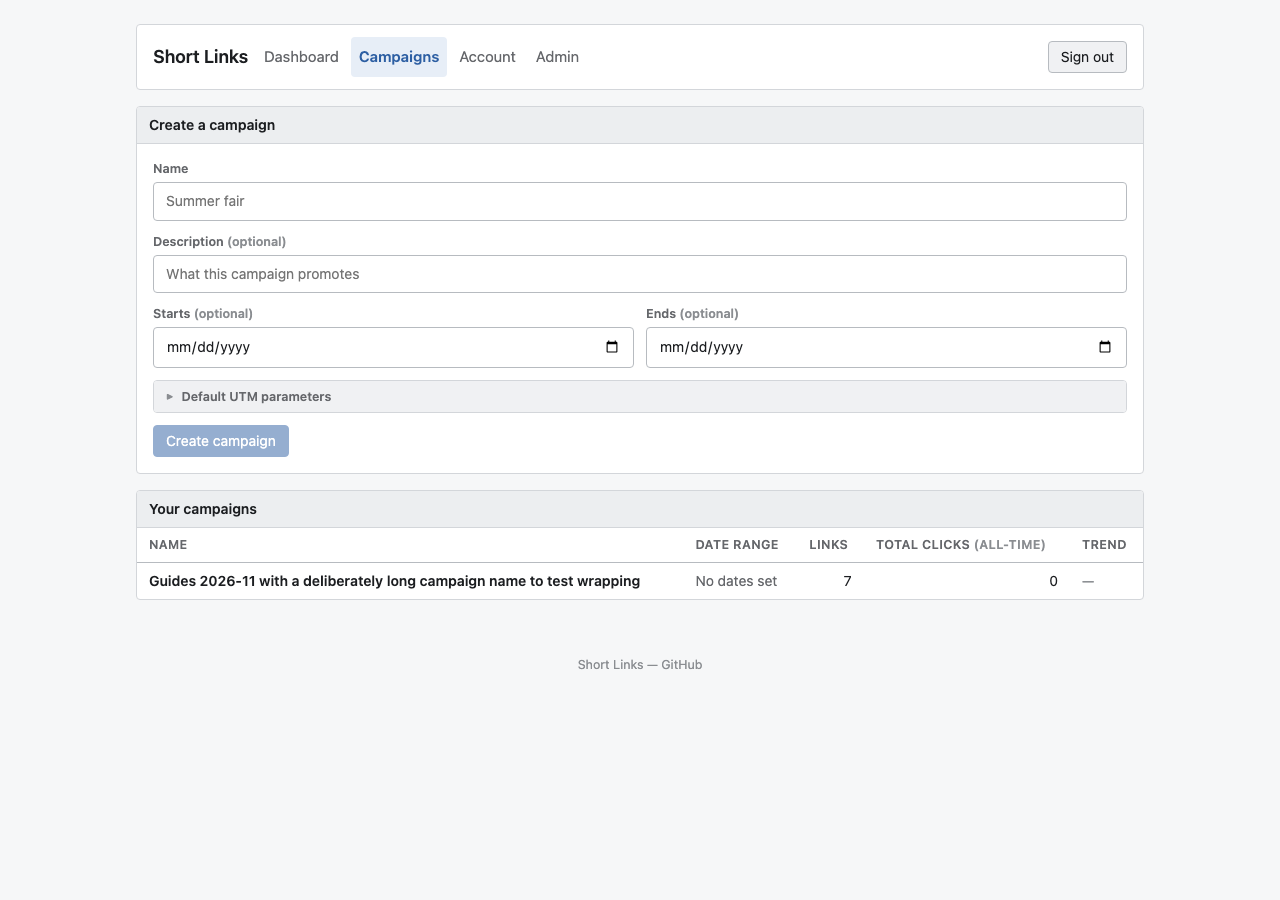 Short Links Dashboard Campaigns Account Admin Sign out
Create a campaign
Name
Summer fair
Description (optional)
What this campaign promotes
Starts (optional) Ends (optional)
mm/dd/yyyy mm/dd/yyyy
▸ Default UTM parameters
Create campaign
Your campaigns
NAME DATE RANGE LINKS TOTAL CLICKS (ALL-TIME) TREND
Guides 2026-11 with a deliberately long campaign name to test wrapping No dates set 7 0 —
Short Links — GitHub